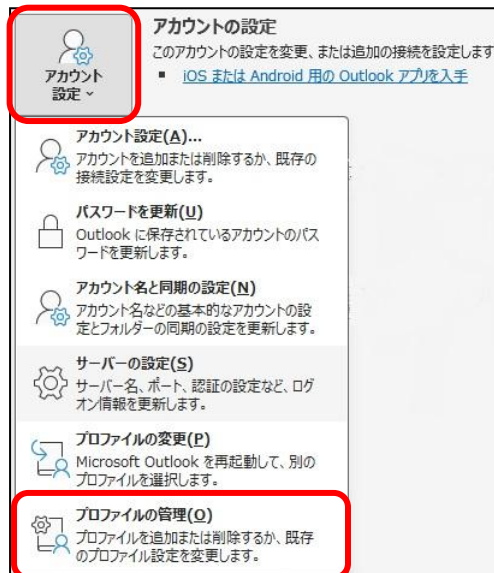 アカウントの設定
このアカウントの設定を変更、または追加の接続を設定します
アカウント
設定
■ iOS または Android 用の Outlook アプリを入手
アカウント設定(A)...
アカウントを追加または削除するか、既存の
接続設定を変更します。
パスワードを更新(U)
Outlook に保存されているアカウントのパス
ワードを更新します。
アカウント名と同期の設定(N)
アカウント名などの基本的なアカウントの設
定とフォルダーの同期の設定を更新します。
サーバーの設定(S)
サーバー名、ポート、認証の設定など、ログ
オン情報を更新します。
プロファイルの変更(P)
Microsoft Outlook を再起動して、別の
プロファイルを選択します。
プロファイルの管理(O)
プロファイルを追加または削除するか、既存
のプロファイル設定を変更します。